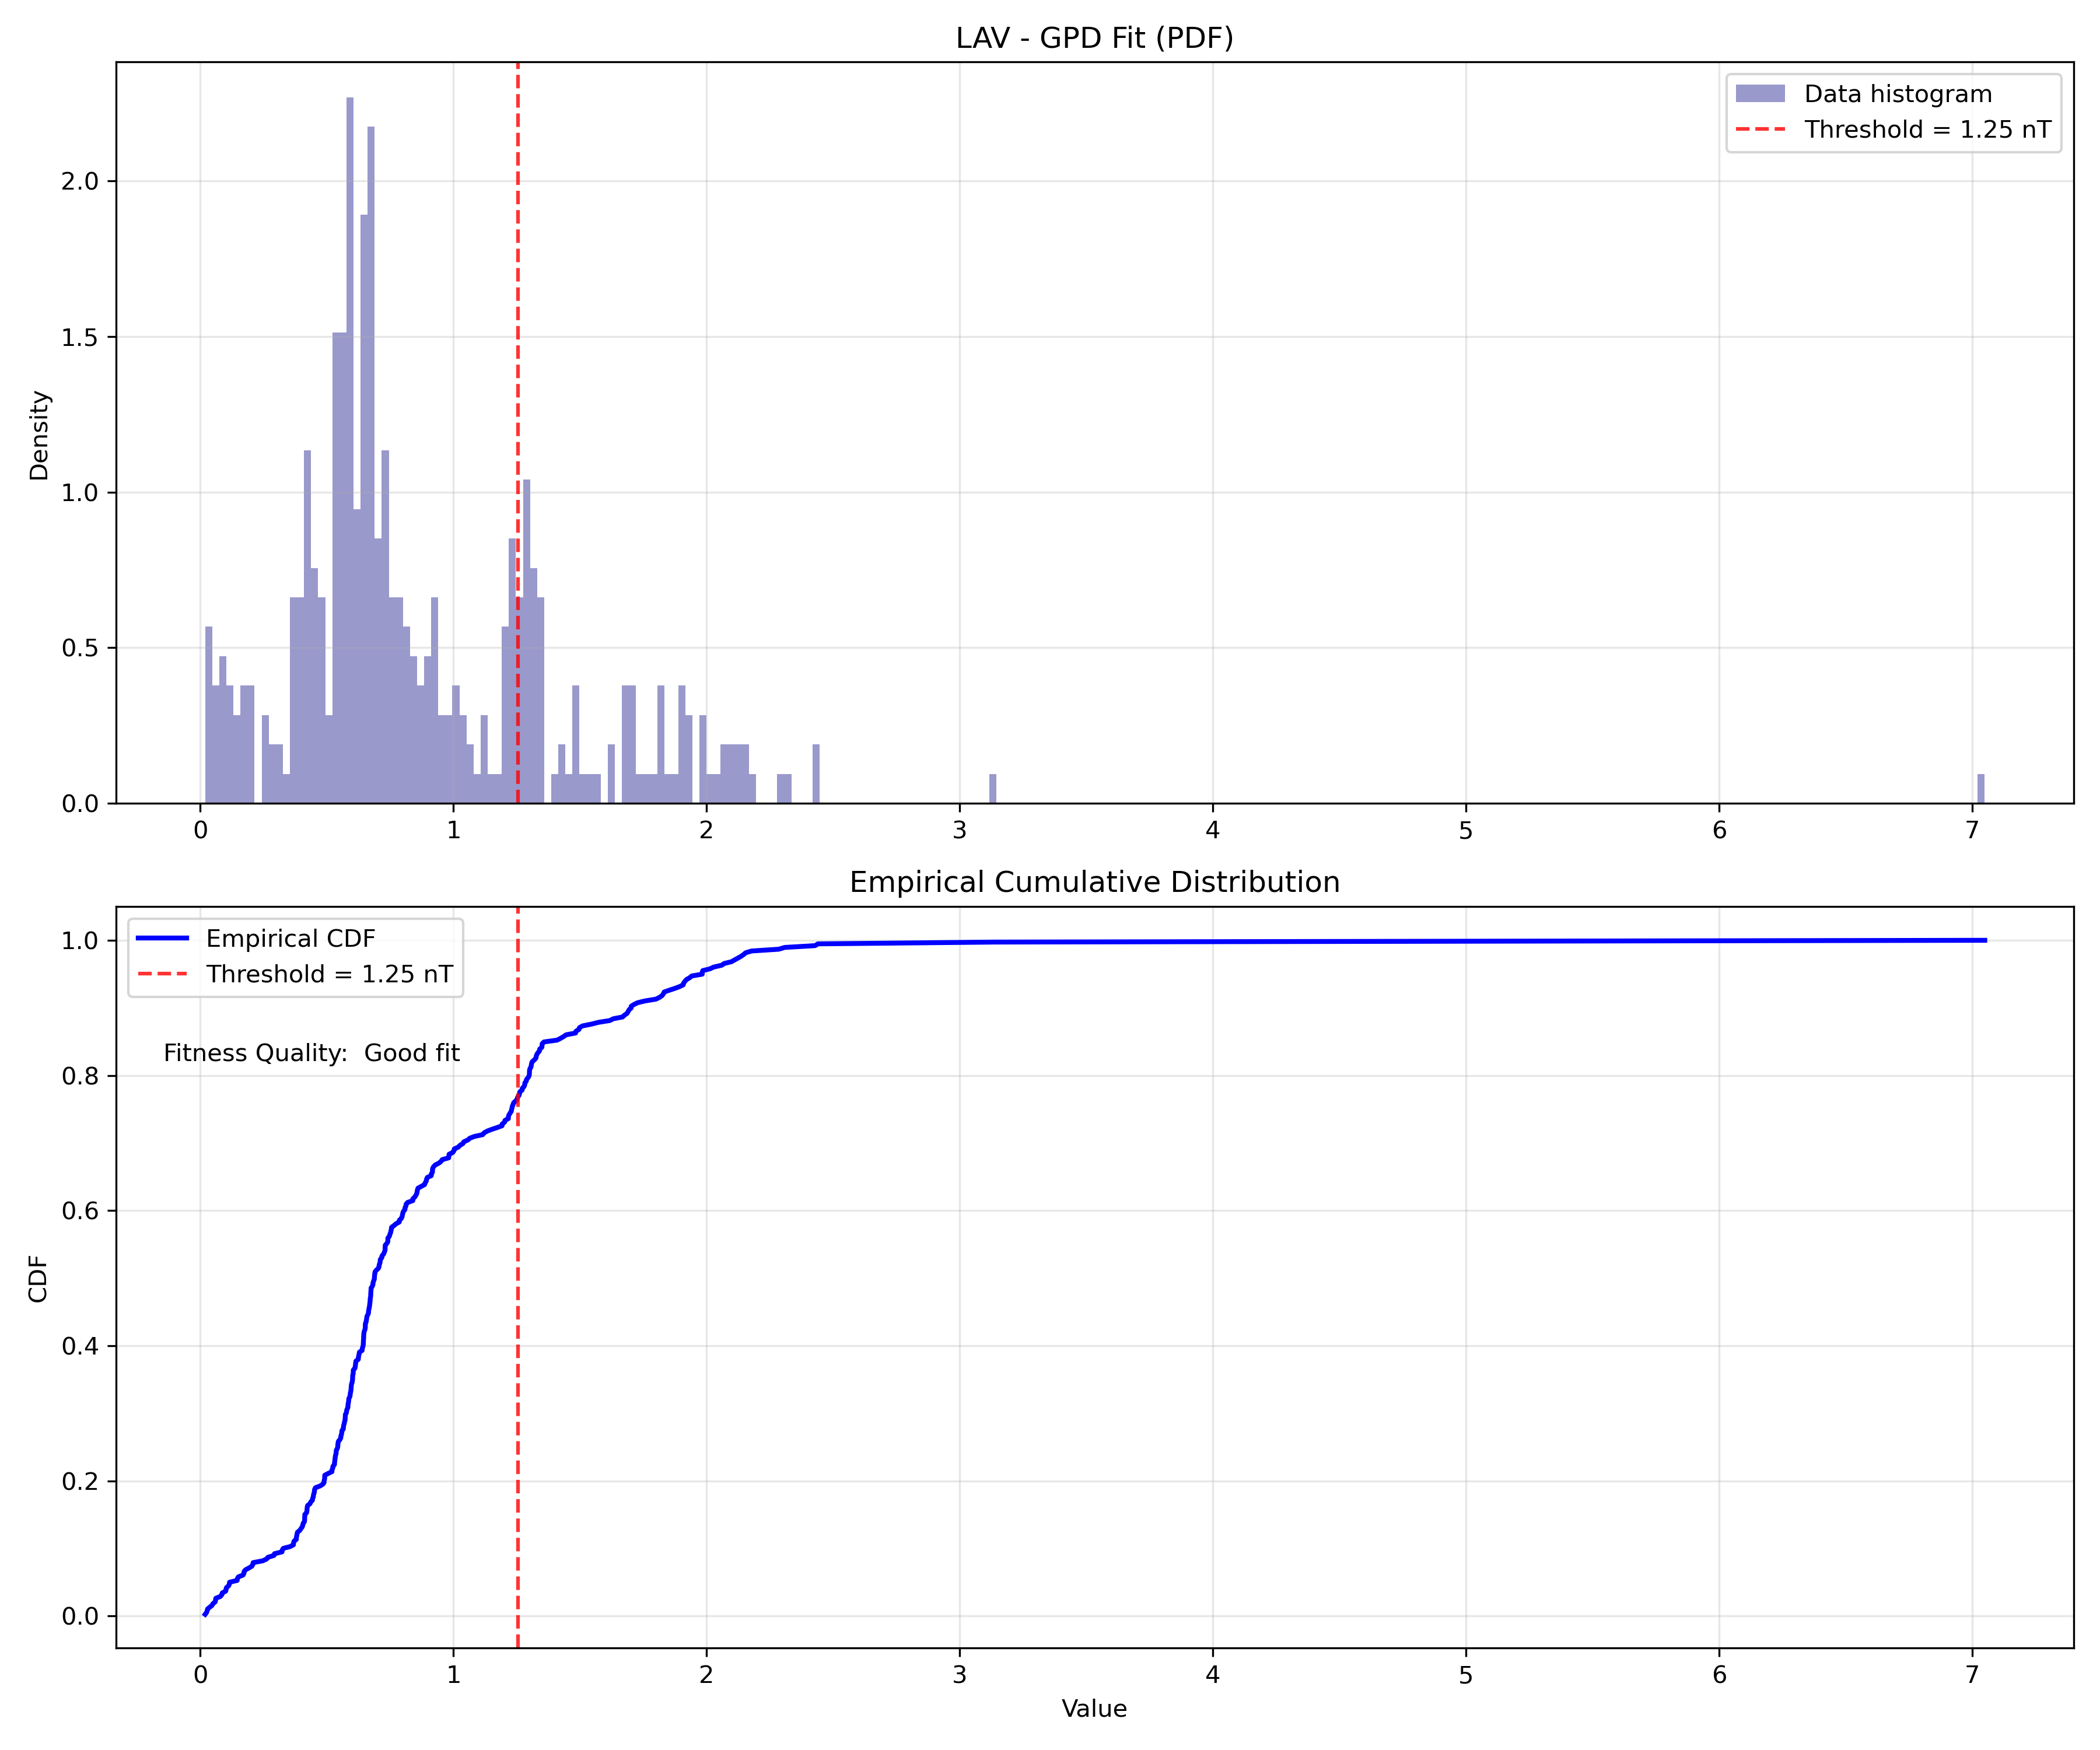 LAV - GPD Fit (PDF)
Data histogram
Threshold = 1.25 nT
Density
2.0
1.5
1.0
0.5
0.0
0 1 2 3 4 5 6 7
Empirical Cumulative Distribution
Empirical CDF
Threshold = 1.25 nT
Fitness Quality:  Good fit
CDF
1.0
0.8
0.6
0.4
0.2
0.0
0 1 2 3 4 5 6 7
Value